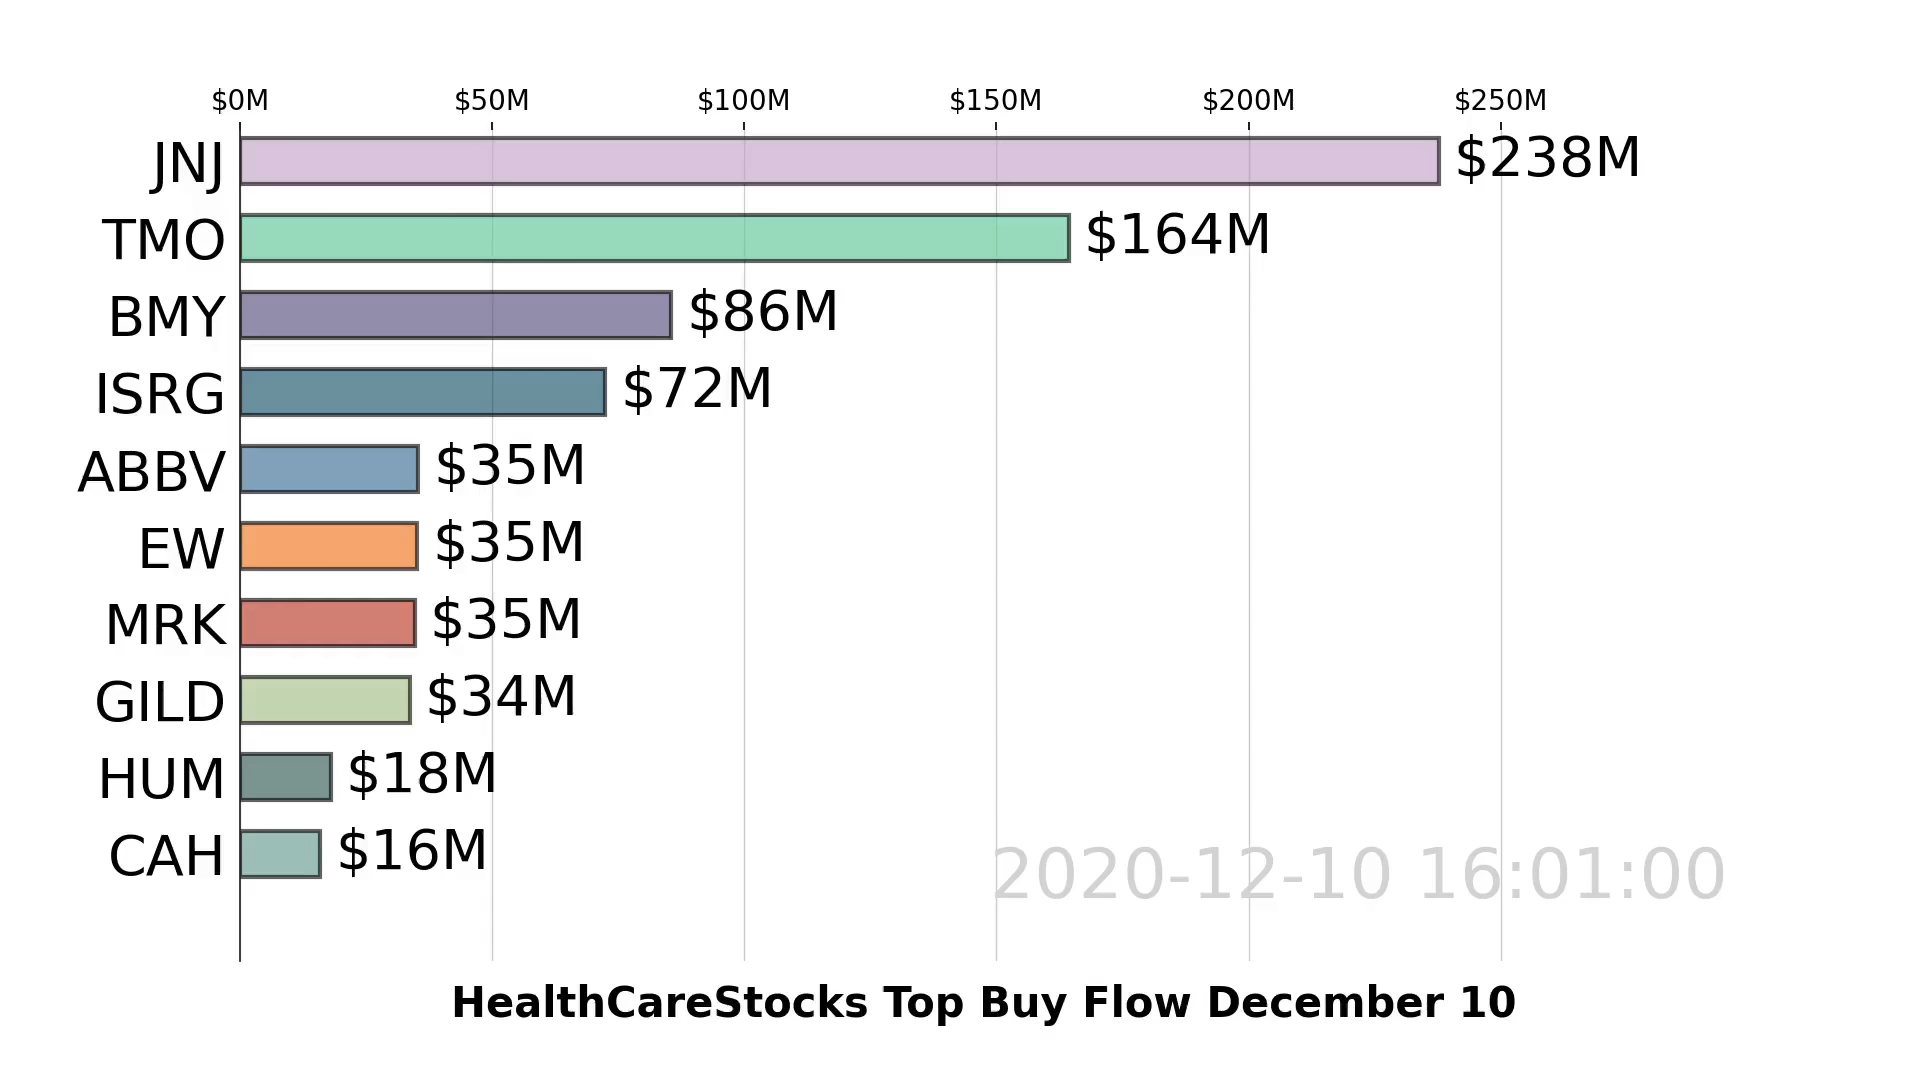 $0M $50M $100M $150M $200M $250M
JNJ $238M
TMO $164M
BMY $86M
ISRG $72M
ABBV $35M
EW $35M
MRK $35M
GILD $34M
HUM $18M
CAH $16M
2020-12-10 16:01:00
HealthCareStocks Top Buy Flow December 10